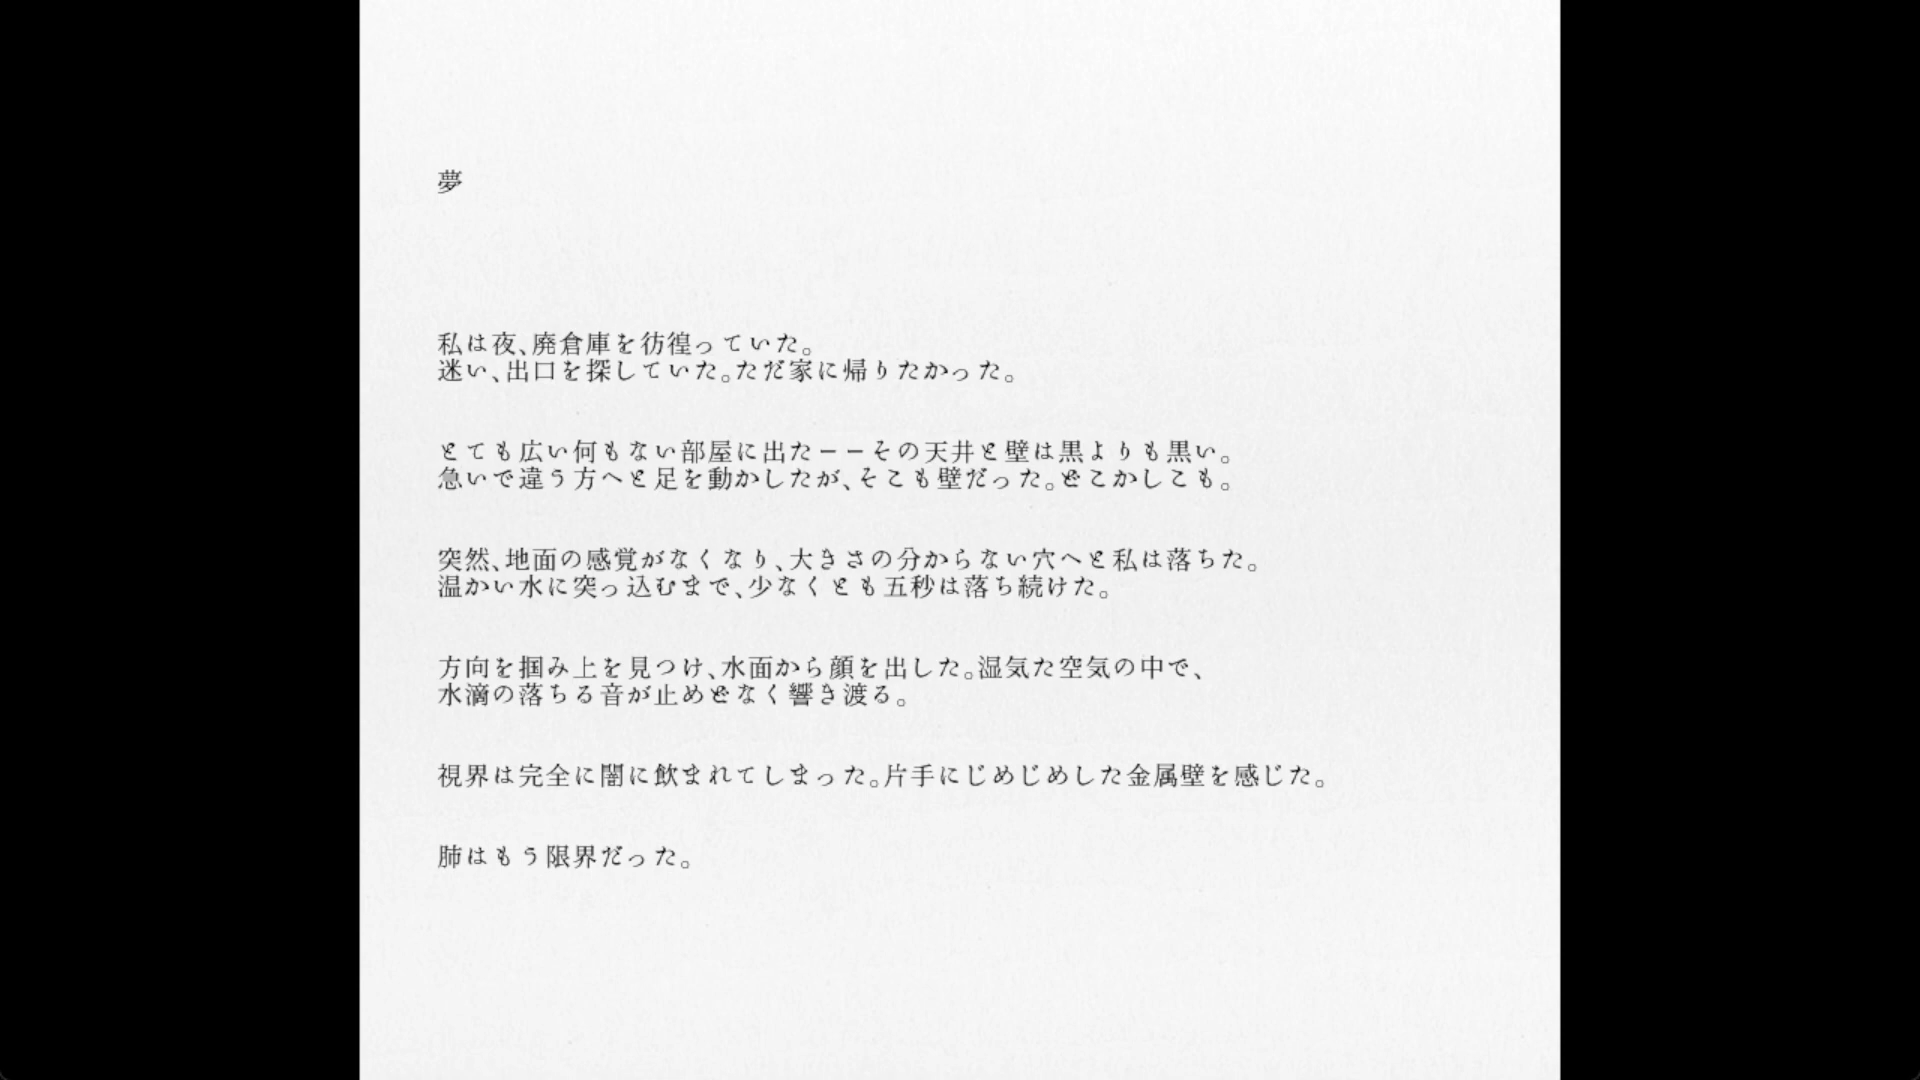 夢
私は夜、廃倉庫を彷徨っていた。
迷い、出口を探していた。ただ家に帰りたかった。
とても広い何もない部屋に出たーーその天井と壁は黒よりも黒い。
急いで違う方へと足を動かしたが、そこも壁だった。どこかしこも。
突然、地面の感覚がなくなり、大きさの分からない穴へと私は落ちた。
温かい水に突っ込むまで、少なくとも五秒は落ち続けた。
方向を掴み上を見つけ、水面から顔を出した。湿気た空気の中で、
水滴の落ちる音が止めどなく響き渡る。
視界は完全に闇に飲まれてしまった。片手にじめじめした金属壁を感じた。
肺はもう限界だった。